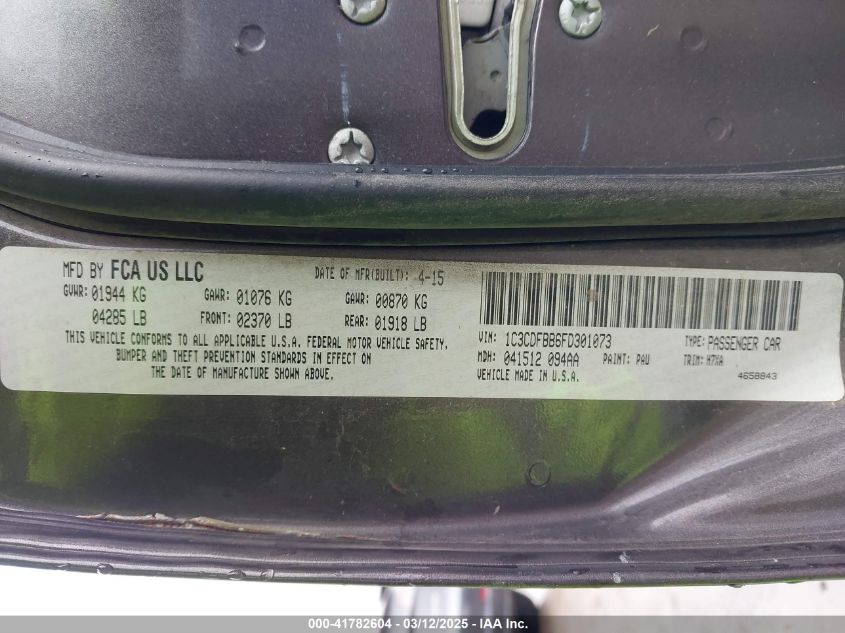 MFD BY FCA US LLC DATE OF MFR(BUILT): 4-15
GVWR: 01944 KG GAWR: 01076 KG GAWR: 00870 KG
04285 LB FRONT: 02370 LB REAR: 01918 LB
THIS VEHICLE CONFORMS TO ALL APPLICABLE U.S.A. FEDERAL MOTOR VEHICLE SAFETY,
BUMPER AND THEFT PREVENTION STANDARDS IN EFFECT ON
THE DATE OF MANUFACTURE SHOWN ABOVE.
VIN: 1C3CDFBB6FD301073 TYPE: PASSENGER CAR
MDH: 041512 094AA PAINT: PAU TRIM: H7XA
VEHICLE MADE IN U.S.A. 4658843
000-41782604 - 03/12/2025 - IAA Inc.